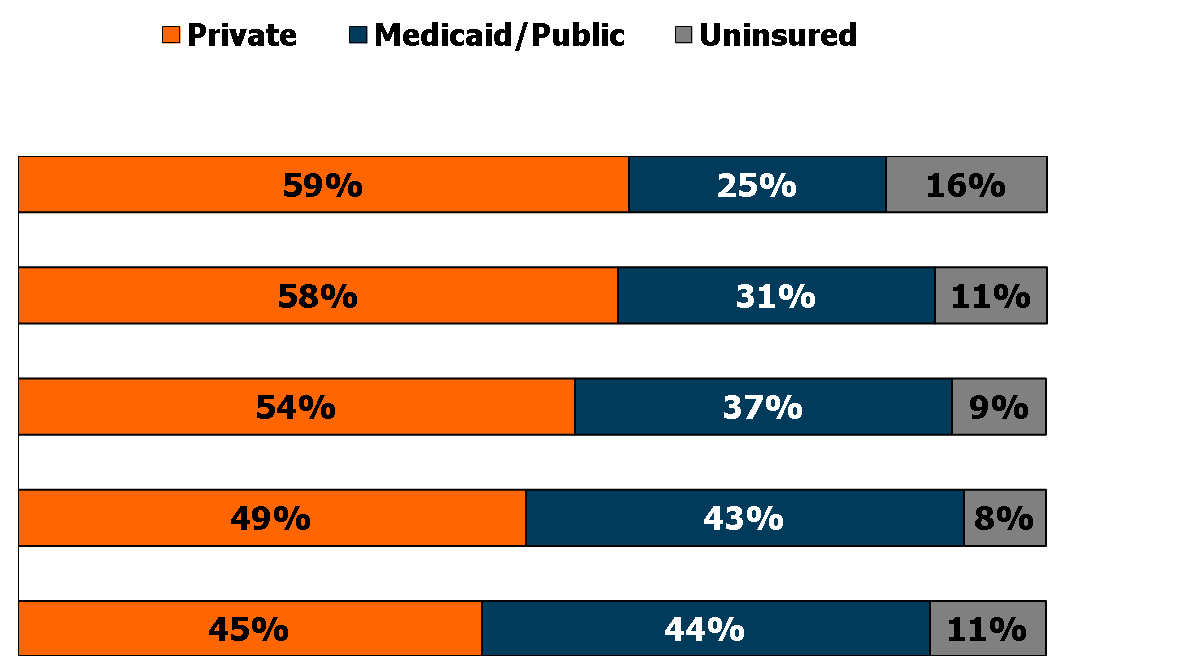 Private Medicaid/Public Uninsured
59% 25% 16%
58% 31% 11%
54% 37% 9%
49% 43% 8%
45% 44% 11%